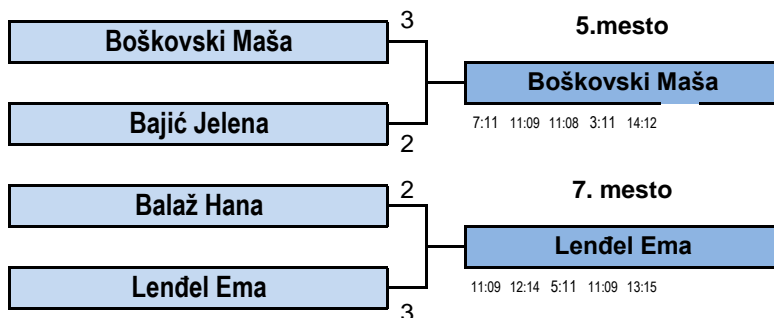 3
5.mesto
Boškovski Maša
Boškovski Maša
Bajić Jelena
7:11 11:09 11:08 3:11 14:12
2
2
7. mesto
Balaž Hana
Lenđel Ema
Lenđel Ema
11:09 12:14 5:11 11:09 13:15
3